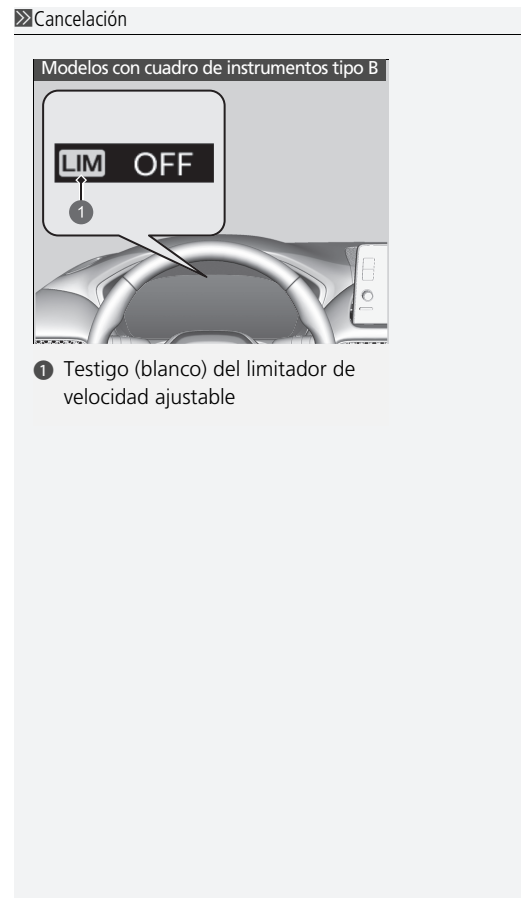 Cancelación
Modelos con cuadro de instrumentos tipo B
LIM OFF
1
1 Testigo (blanco) del limitador de
velocidad ajustable